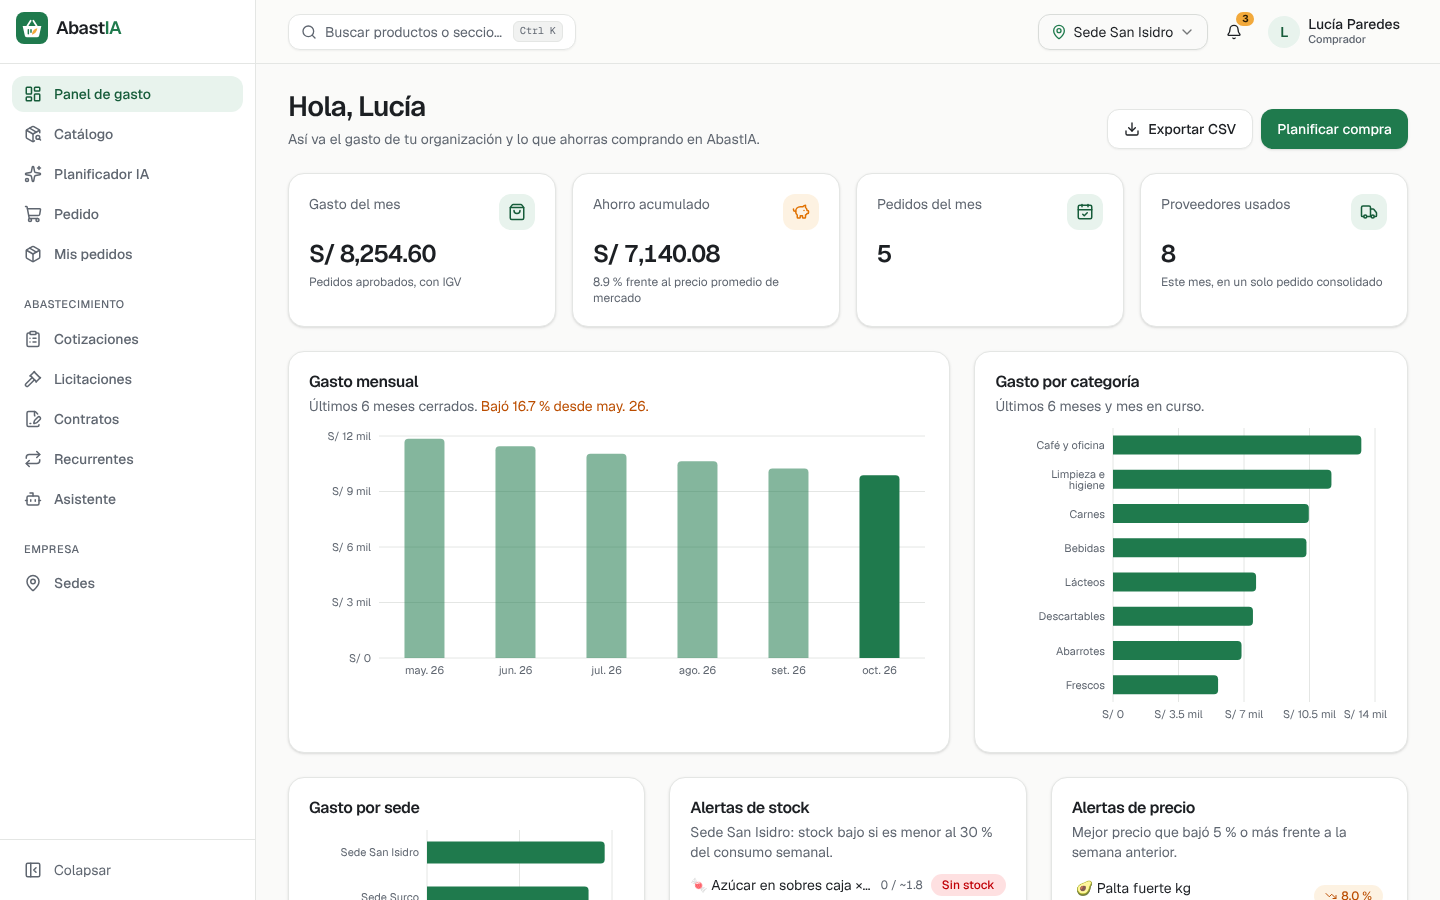 AbastIA
Buscar productos o seccio...
Ctrl K
Sede San Isidro
3
L
Lucía Paredes
Comprador
Panel de gasto
Catálogo
Planificador IA
Pedido
Mis pedidos
ABASTECIMIENTO
Cotizaciones
Licitaciones
Contratos
Recurrentes
Asistente
EMPRESA
Sedes
Colapsar
Hola, Lucía
Así va el gasto de tu organización y lo que ahorras comprando en AbastIA.
Exportar CSV
Planificar compra
Gasto del mes
S/ 8,254.60
Pedidos aprobados, con IGV
Ahorro acumulado
S/ 7,140.08
8.9 % frente al precio promedio de
mercado
Pedidos del mes
5
Proveedores usados
8
Este mes, en un solo pedido consolidado
Gasto mensual
Últimos 6 meses cerrados. Bajó 16.7 % desde may. 26.
S/ 12 mil
S/ 9 mil
S/ 6 mil
S/ 3 mil
S/ 0
may. 26
jun. 26
jul. 26
ago. 26
set. 26
oct. 26
Gasto por categoría
Últimos 6 meses y mes en curso.
Café y oficina
Limpieza e
higiene
Carnes
Bebidas
Lácteos
Descartables
Abarrotes
Frescos
S/ 0
S/ 3.5 mil
S/ 7 mil
S/ 10.5 mil
S/ 14 mil
Gasto por sede
Sede San Isidro
Sede Surco
Alertas de stock
Sede San Isidro: stock bajo si es menor al 30 %
del consumo semanal.
Azúcar en sobres caja ×...
0 / ~1.8
Sin stock
Alertas de precio
Mejor precio que bajó 5 % o más frente a la
semana anterior.
Palta fuerte kg
8.0 %